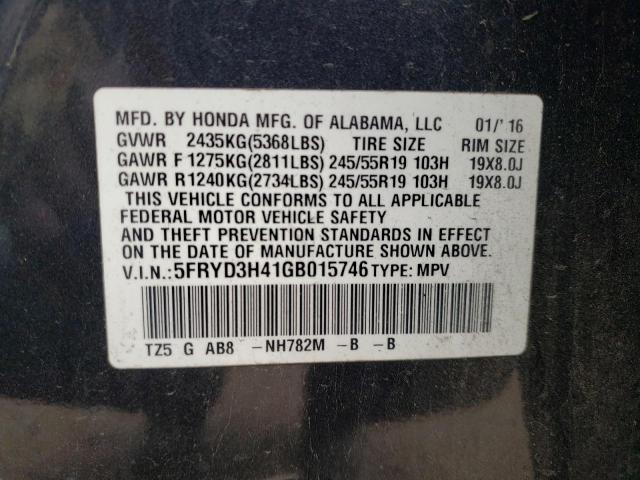 MFD. BY HONDA MFG. OF ALABAMA, LLC 01/'16
GVWR 2435KG(5368LBS) TIRE SIZE RIM SIZE
GAWR F 1275KG(2811LBS) 245/55R19 103H 19X8.0J
GAWR R1240KG(2734LBS) 245/55R19 103H 19X8.0J
THIS VEHICLE CONFORMS TO ALL APPLICABLE
FEDERAL MOTOR VEHICLE SAFETY
AND THEFT PREVENTION STANDARDS IN EFFECT
ON THE DATE OF MANUFACTURE SHOWN ABOVE.
V.I.N.:5FRYD3H41GB015746 TYPE: MPV
TZ5 G AB8 -NH782M -B -B